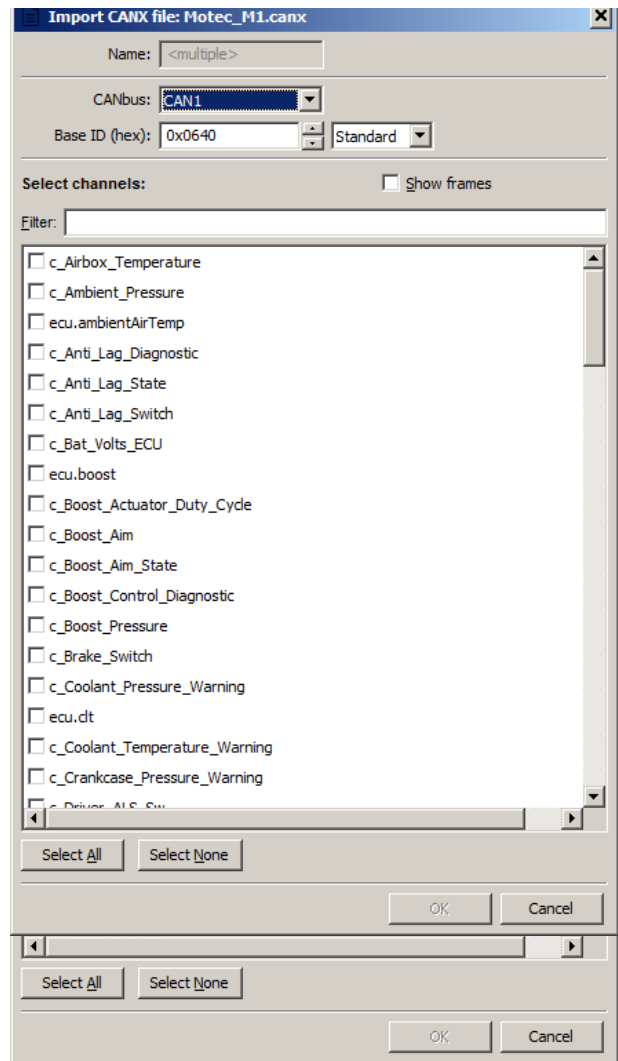 Import CANX file: Motec_M1.canx
Name: <multiple>
CANbus: CAN1
Base ID (hex): 0x0640 Standard
Select channels: Show frames
Filter:
c_Airbox_Temperature
c_Ambient_Pressure
ecu.ambientAirTemp
c_Anti_Lag_Diagnostic
c_Anti_Lag_State
c_Anti_Lag_Switch
c_Bat_Volts_ECU
ecu.boost
c_Boost_Actuator_Duty_Cycle
c_Boost_Aim
c_Boost_Aim_State
c_Boost_Control_Diagnostic
c_Boost_Pressure
c_Brake_Switch
c_Coolant_Pressure_Warning
ecu.clt
c_Coolant_Temperature_Warning
c_Crankcase_Pressure_Warning
c_Driver_ALS_Sw
Select All Select None
OK Cancel
Select All Select None
OK Cancel